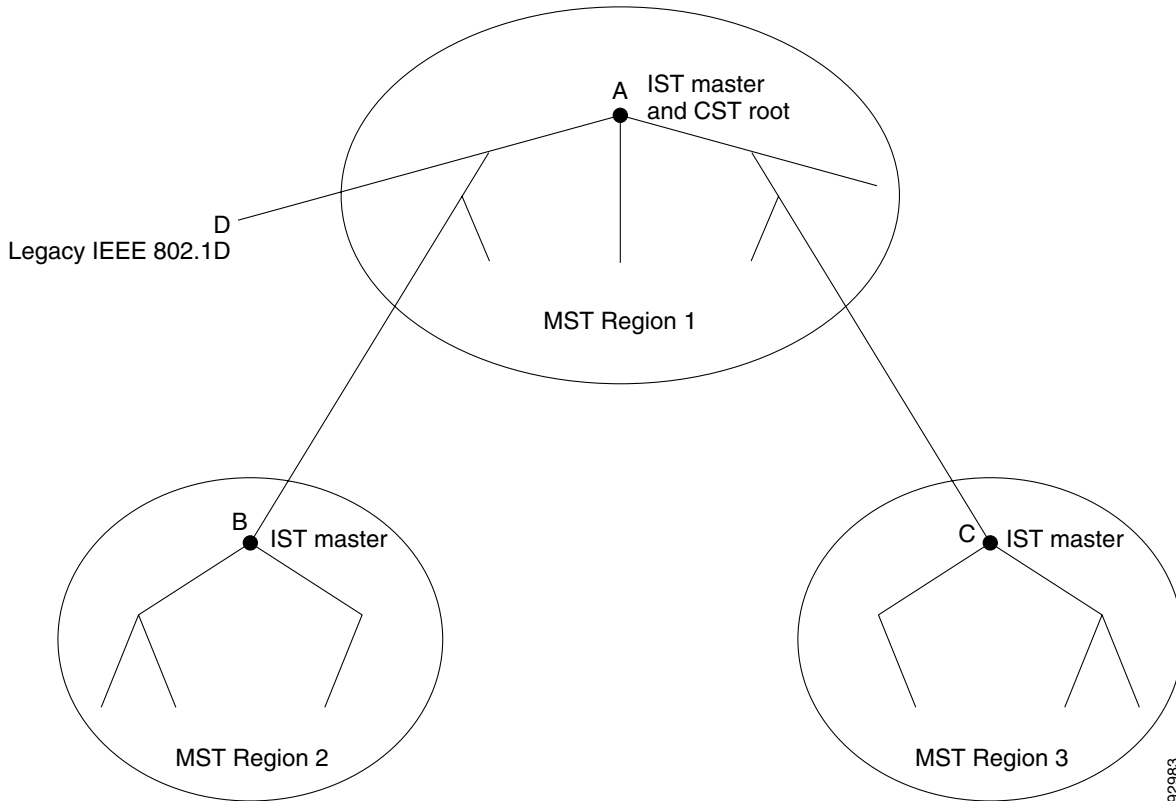 A
IST master
and CST root
D
Legacy IEEE 802.1D
MST Region 1
B
IST master
C
IST master
MST Region 2
MST Region 3
92983